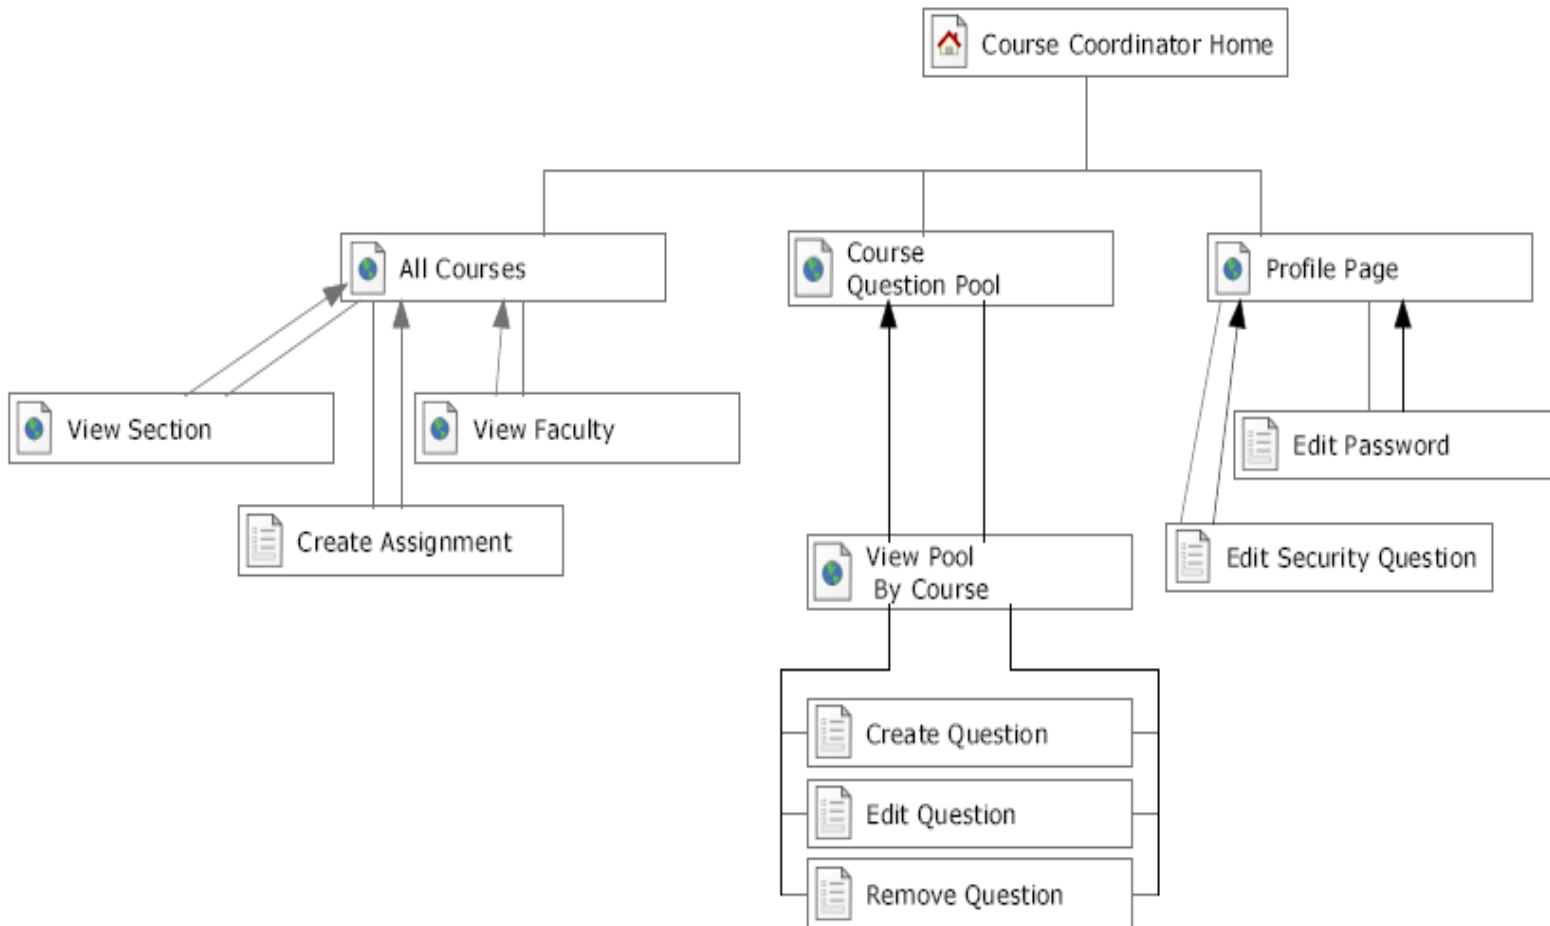 Course Coordinator Home
All Courses
Course
Question Pool
Profile Page
View Section
View Faculty
Edit Password
Create Assignment
View Pool
By Course
Edit Security Question
Create Question
Edit Question
Remove Question